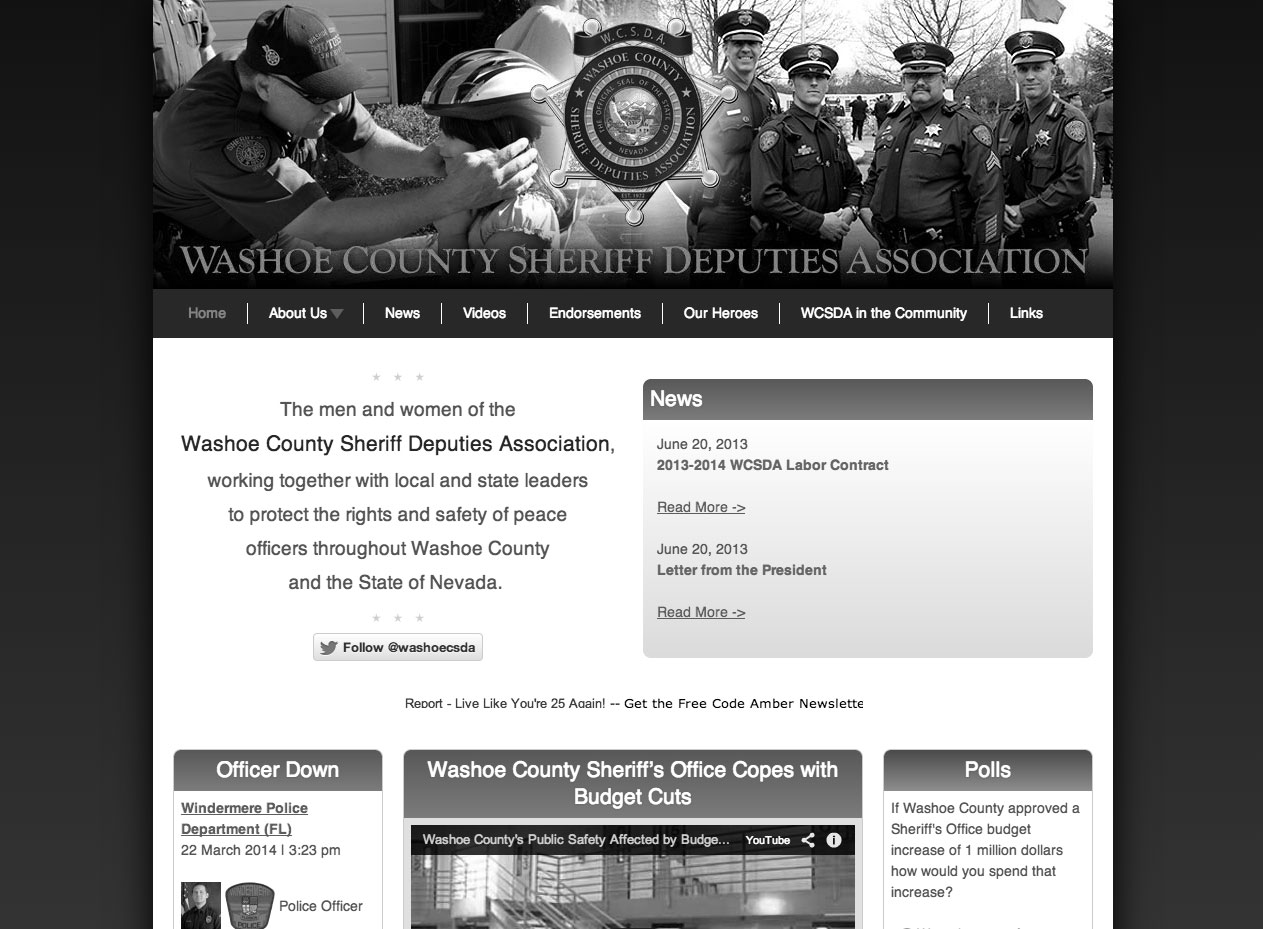 W.C.S.D.A.
WASHOE COUNTY
SHERIFF DEPUTIES ASSOCIATION
THE OFFICIAL SEAL OF THE STATE OF
NEVADA
EST. 1972
WASHOE COUNTY SHERIFF DEPUTIES ASSOCIATION
Home
About Us
News
Videos
Endorsements
Our Heroes
WCSDA in the Community
Links
The men and women of the
Washoe County Sheriff Deputies Association,
working together with local and state leaders
to protect the rights and safety of peace
officers throughout Washoe County
and the State of Nevada.
Follow @washoecsda
News
June 20, 2013
2013-2014 WCSDA Labor Contract
Read More ->
June 20, 2013
Letter from the President
Read More ->
Report - Live Like You're 25 Again! -- Get the Free Code Amber Newslette
Officer Down
Windermere Police
Department (FL)
22 March 2014 | 3:23 pm
Police Officer
Washoe County Sheriff’s Office Copes with
Budget Cuts
Washoe County's Public Safety Affected by Budge...
YouTube
Polls
If Washoe County approved a
Sheriff's Office budget
increase of 1 million dollars
how would you spend that
increase?